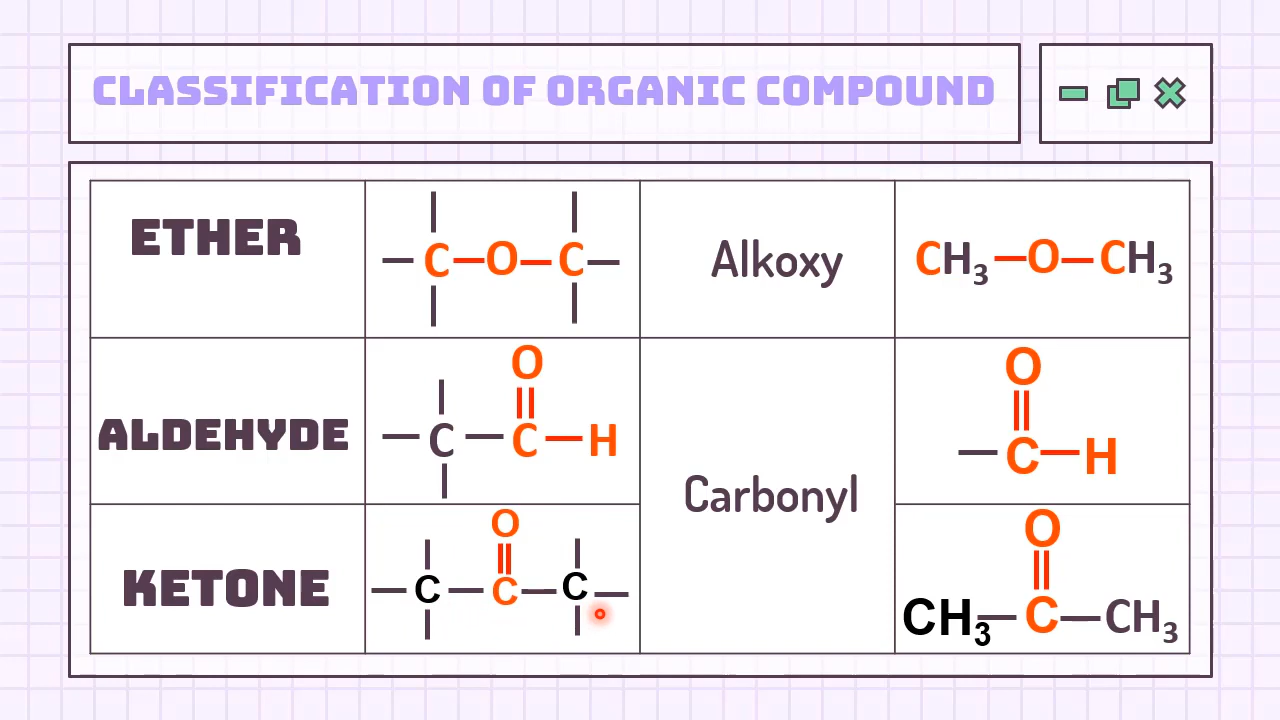 CLASSIFICATION OF ORGANIC COMPOUND
ETHER
C O C
Alkoxy
CH3 O CH3
ALDEHYDE
O
C C H
Carbonyl
O
C H
KETONE
O
C C C
O
CH3 C CH3